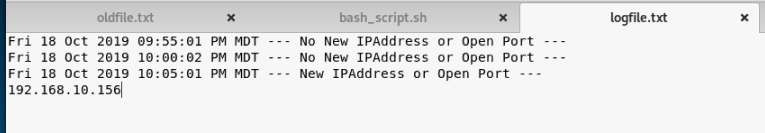 oldfile.txt × bash_script.sh × logfile.txt ×
Fri 18 Oct 2019 09:55:01 PM MDT --- No New IPAddress or Open Port ---
Fri 18 Oct 2019 10:00:02 PM MDT --- No New IPAddress or Open Port ---
Fri 18 Oct 2019 10:05:01 PM MDT --- New IPAddress or Open Port ---
192.168.10.156